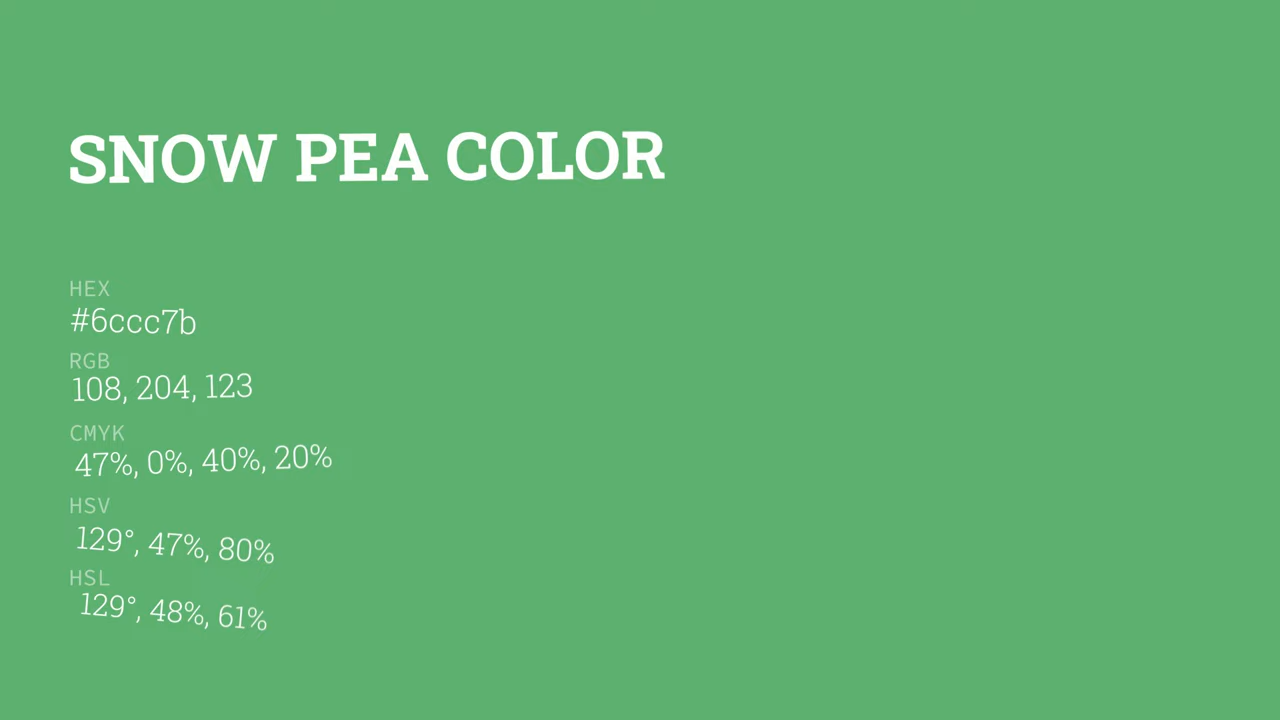 SNOW PEA COLOR
HEX
#6ccc7b
RGB
108, 204, 123
CMYK
47%, 0%, 40%, 20%
HSV
129°, 47%, 80%
HSL
129°, 48%, 61%